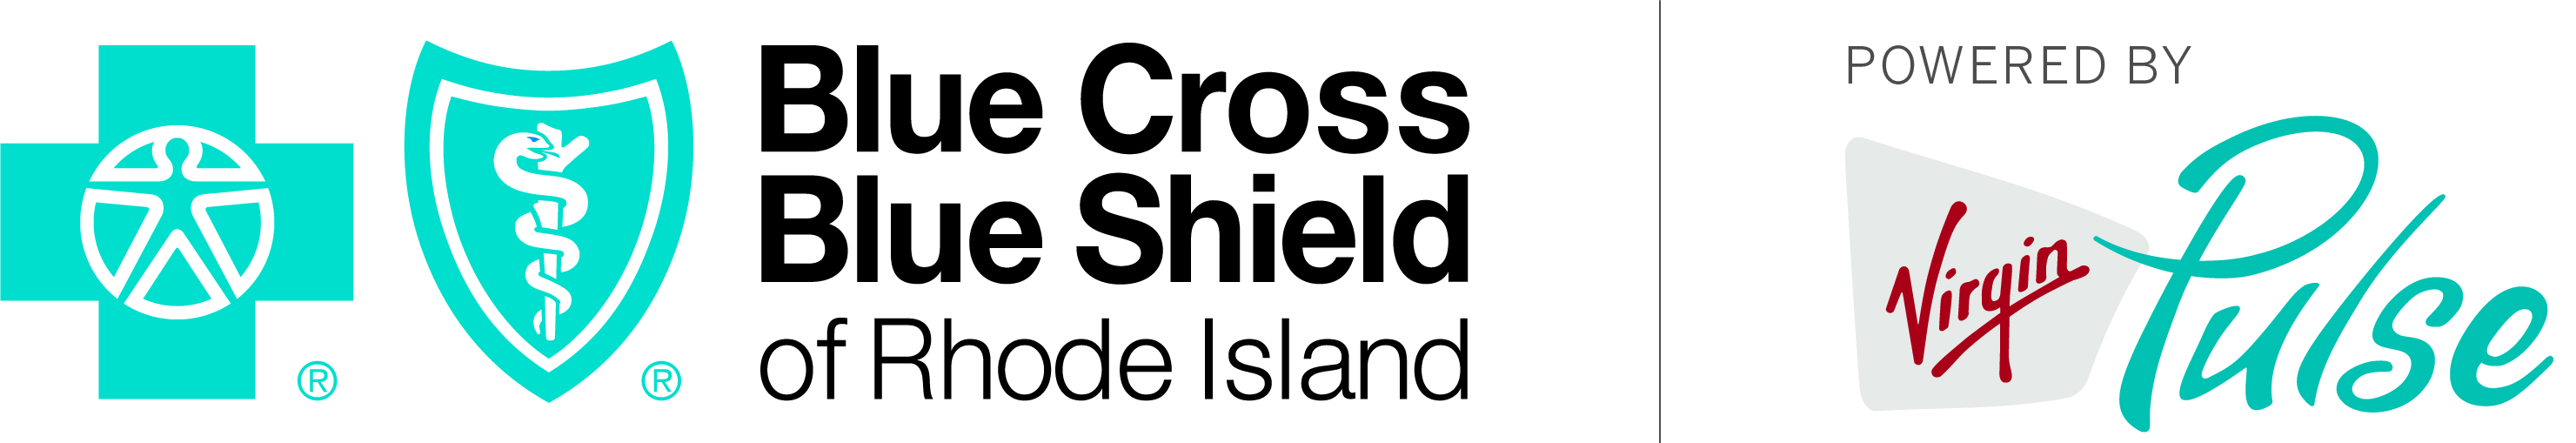 Blue Cross
Blue Shield
of Rhode Island
® ®
POWERED BY
Virgin Pulse